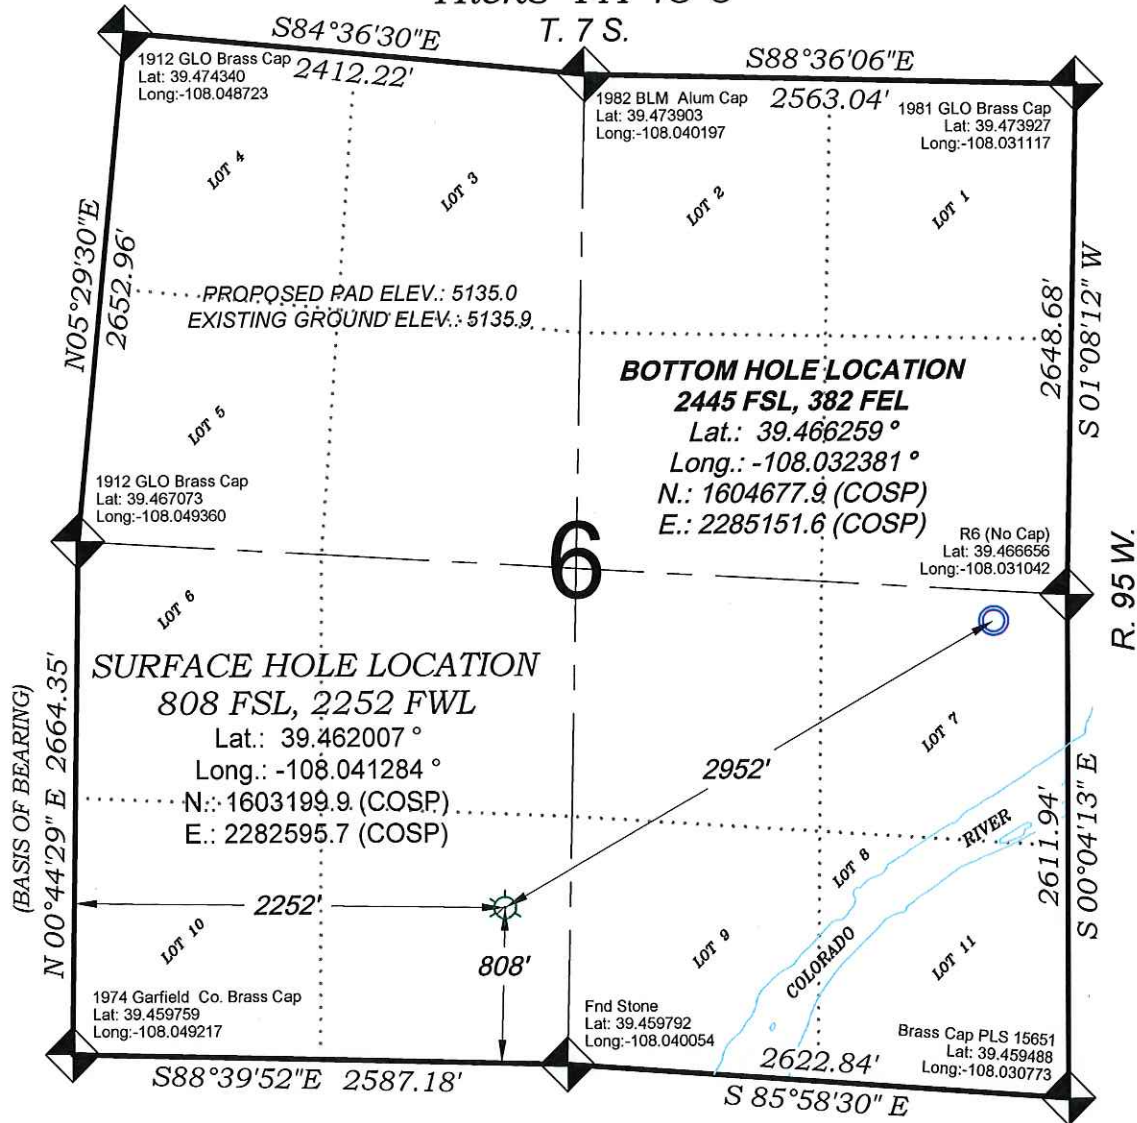 T. 7 S.
S84°36'30"E
2412.22'
S88°36'06"E
2563.04'
1912 GLO Brass Cap
Lat: 39.474340
Long:-108.048723
1982 BLM Alum Cap
Lat: 39.473903
Long:-108.040197
1981 GLO Brass Cap
Lat: 39.473927
Long:-108.031117
LOT 4
LOT 3
LOT 2
LOT 1
N05°29'30"E
2652.96'
PROPOSED PAD ELEV.: 5135.0
EXISTING GROUND ELEV.: 5135.9
2648.68'
S 01°08'12" W
BOTTOM HOLE LOCATION
2445 FSL, 382 FEL
Lat.: 39.466259 °
Long.: -108.032381 °
N.: 1604677.9 (COSP)
E.: 2285151.6 (COSP)
LOT 5
1912 GLO Brass Cap
Lat: 39.467073
Long:-108.049360
R6 (No Cap)
Lat: 39.466656
Long:-108.031042
6
R. 95 W.
LOT 6
SURFACE HOLE LOCATION
808 FSL, 2252 FWL
Lat.: 39.462007 °
Long.: -108.041284 °
N.: 1603199.9 (COSP)
E.: 2282595.7 (COSP)
(BASIS OF BEARING)
N 00°44'29" E 2664.35'
LOT 7
2952'
RIVER
2611.94'
S 00°04'13" E
LOT 8
2252'
808'
LOT 10
LOT 9
COLORADO
LOT 11
1974 Garfield Co. Brass Cap
Lat: 39.459759
Long:-108.049217
Fnd Stone
Lat: 39.459792
Long:-108.040054
Brass Cap PLS 15651
Lat: 39.459488
Long:-108.030773
S88°39'52"E 2587.18'
2622.84'
S 85°58'30" E